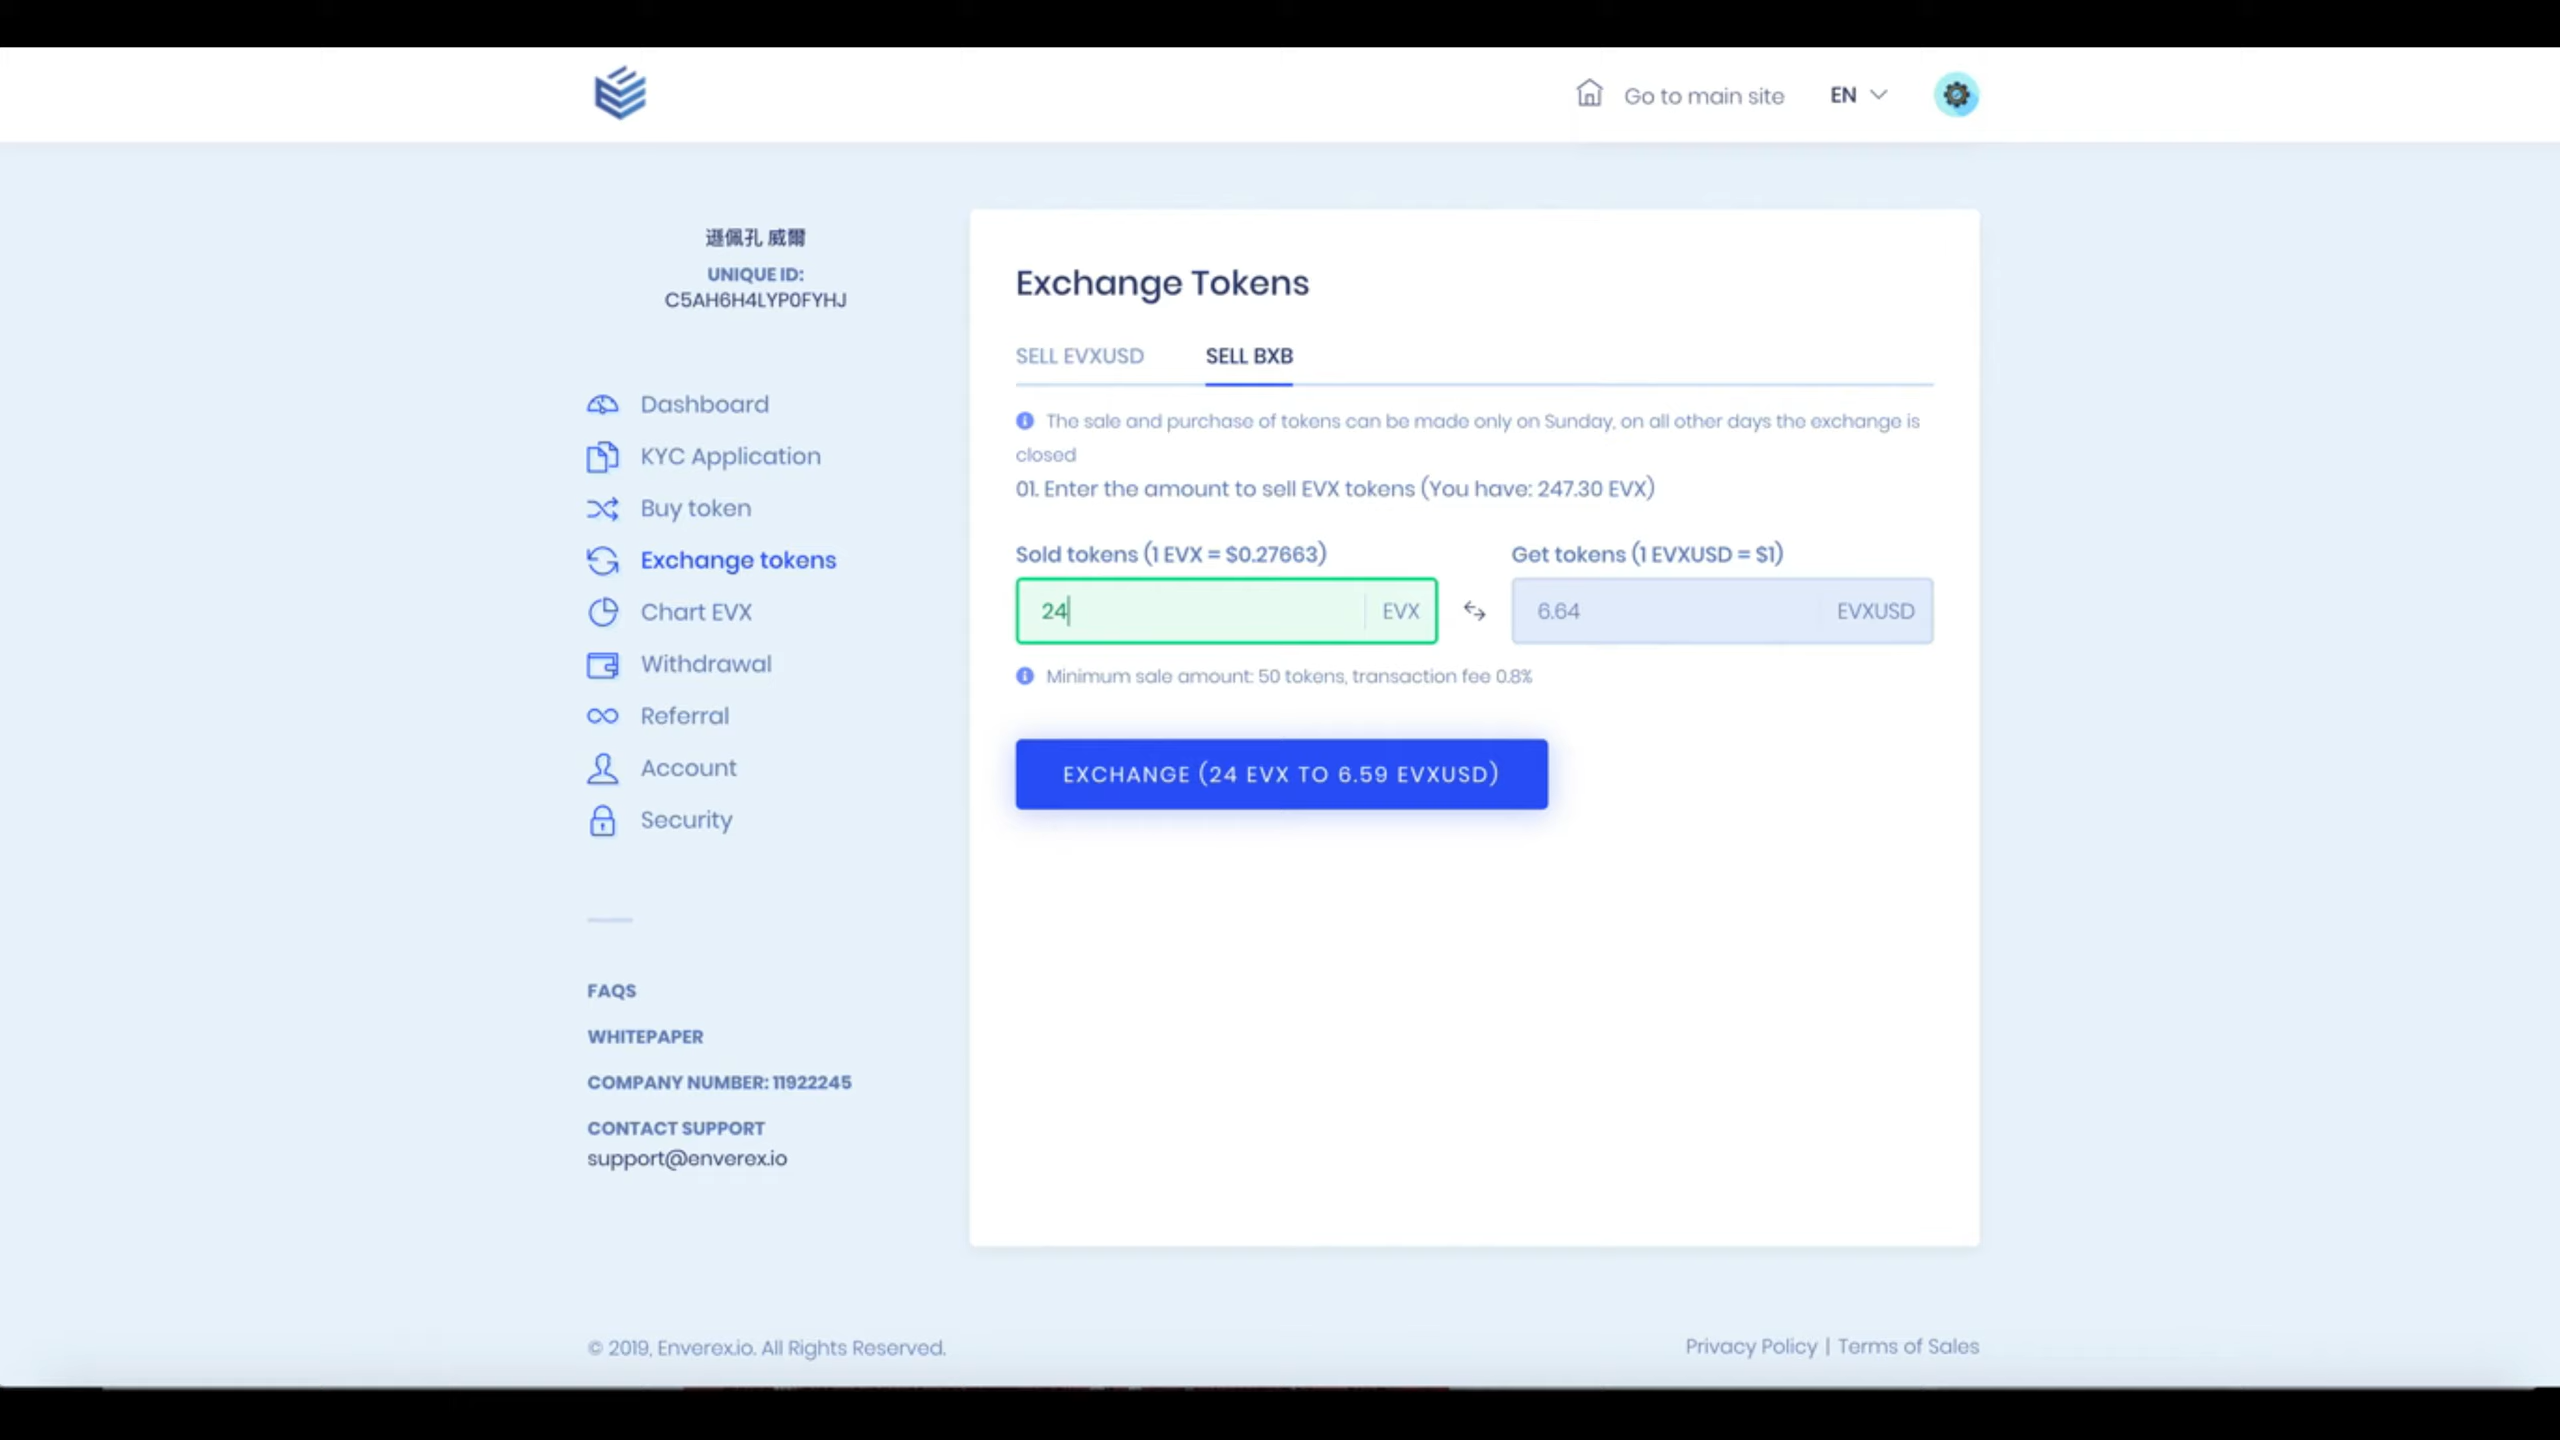 Go to main site
EN
遜佩孔 威爾
UNIQUE ID:
C5AH6H4LYP0FYHJ
Dashboard
KYC Application
Buy token
Exchange tokens
Chart EVX
Withdrawal
Referral
Account
Security
FAQS
WHITEPAPER
COMPANY NUMBER: 11922245
CONTACT SUPPORT
support@enverex.io
Exchange Tokens
SELL EVXUSD SELL BXB
The sale and purchase of tokens can be made only on Sunday, on all other days the exchange is
closed
01. Enter the amount to sell EVX tokens (You have: 247.30 EVX)
Sold tokens (1 EVX = $0.27663) Get tokens (1 EVXUSD = $1)
24 EVX 6.64 EVXUSD
Minimum sale amount: 50 tokens, transaction fee 0.8%
EXCHANGE (24 EVX TO 6.59 EVXUSD)
© 2019, Enverex.io. All Rights Reserved.
Privacy Policy | Terms of Sales